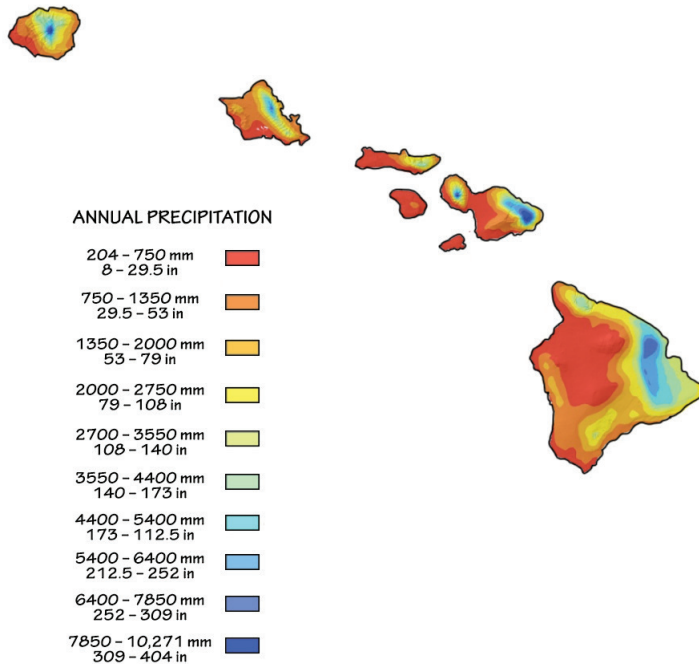 ANNUAL PRECIPITATION
204 – 750 mm
8 – 29.5 in
750 – 1350 mm
29.5 – 53 in
1350 – 2000 mm
53 – 79 in
2000 – 2750 mm
79 – 108 in
2700 – 3550 mm
108 – 140 in
3550 – 4400 mm
140 – 173 in
4400 – 5400 mm
173 – 112.5 in
5400 – 6400 mm
212.5 – 252 in
6400 – 7850 mm
252 – 309 in
7850 – 10,271 mm
309 – 404 in